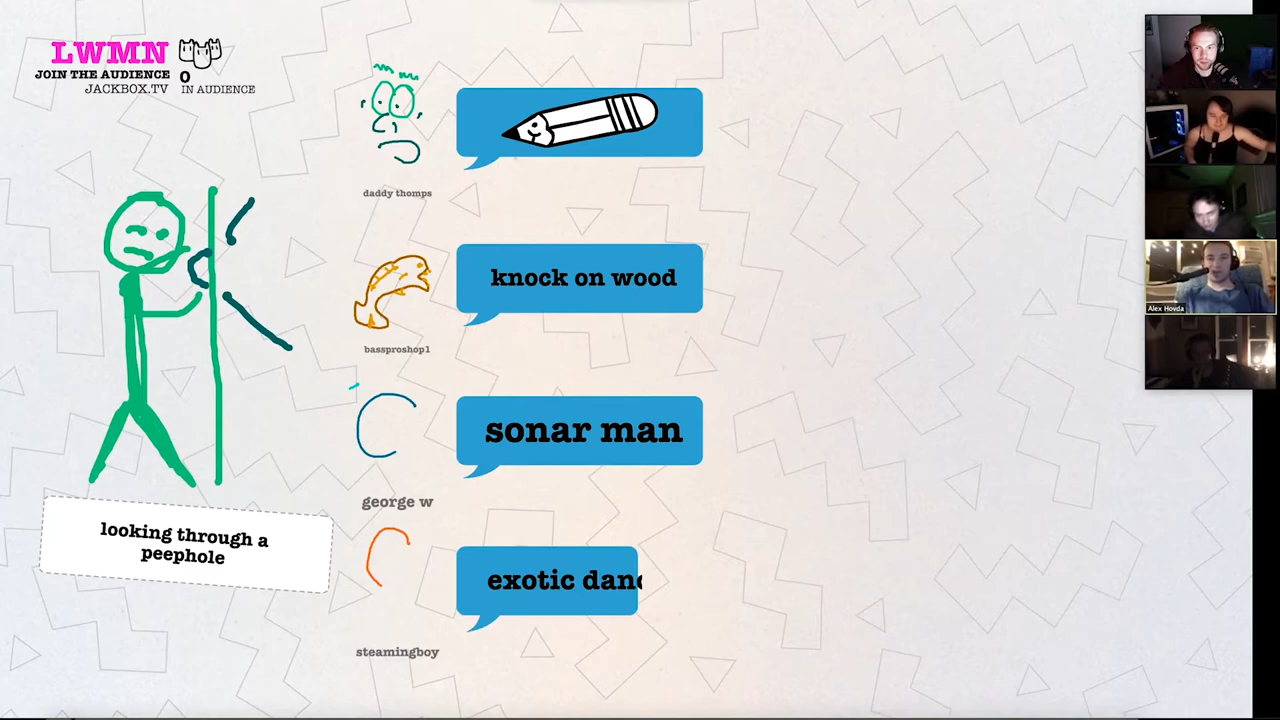 LWMN
JOIN THE AUDIENCE
JACKBOX.TV
0
IN AUDIENCE
daddy thomps
knock on wood
bassproshop1
sonar man
george w
exotic danc
steamingboy
looking through a
peephole
Alex Hovda